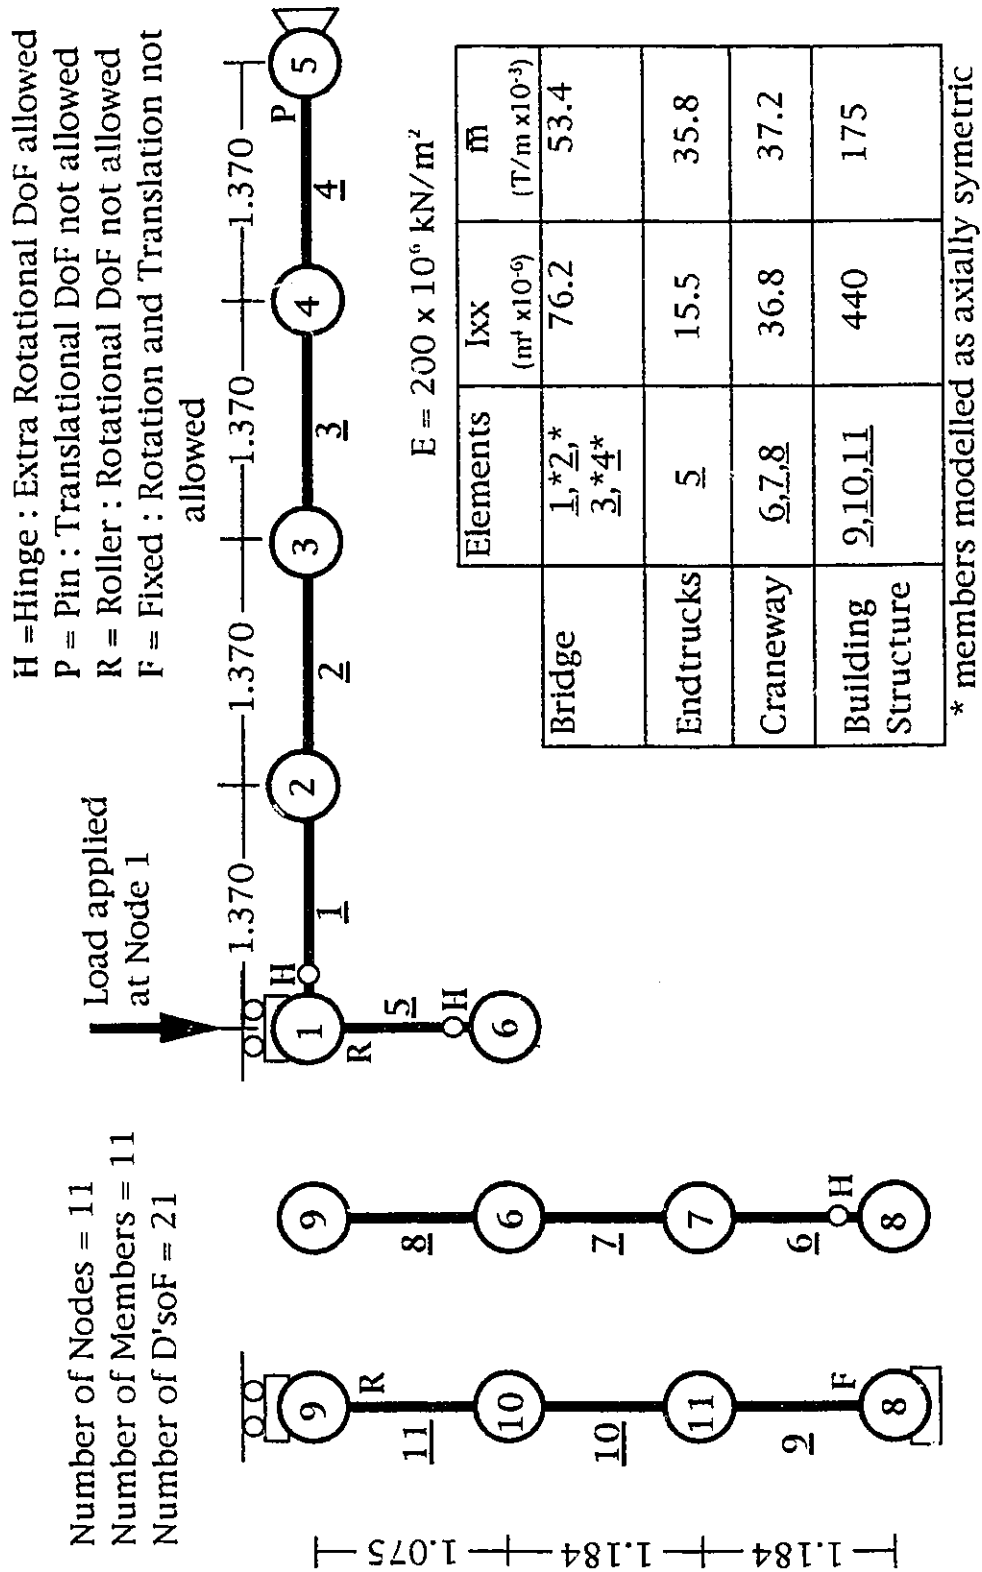 Number of Nodes = 11
Number of Members = 11
Number of D'soF = 21
H =Hinge : Extra Rotational DoF allowed
P = Pin : Translational DoF not allowed
R = Roller : Rotational DoF not allowed
F = Fixed : Rotation and Translation not
allowed
Load applied
at Node 1
1.370
1.370
1.370
1.370
1
H
1
2
2
3
3
4
4
P
5
R
5
H
6
9
8
6
7
7
6
H
8
9
R
11
10
10
11
9
F
8
1.075
1.184
1.184
E = 200 x 10⁶ kN/m²
Elements
Ixx
(m⁴ x10⁻⁶)
m̅
(T/m x10⁻³)
Bridge
1,*2,*
3,*4*
76.2
53.4
Endtrucks
5
15.5
35.8
Craneway
6,7,8
36.8
37.2
Building
Structure
9,10,11
440
175
* members modelled as axially symetric